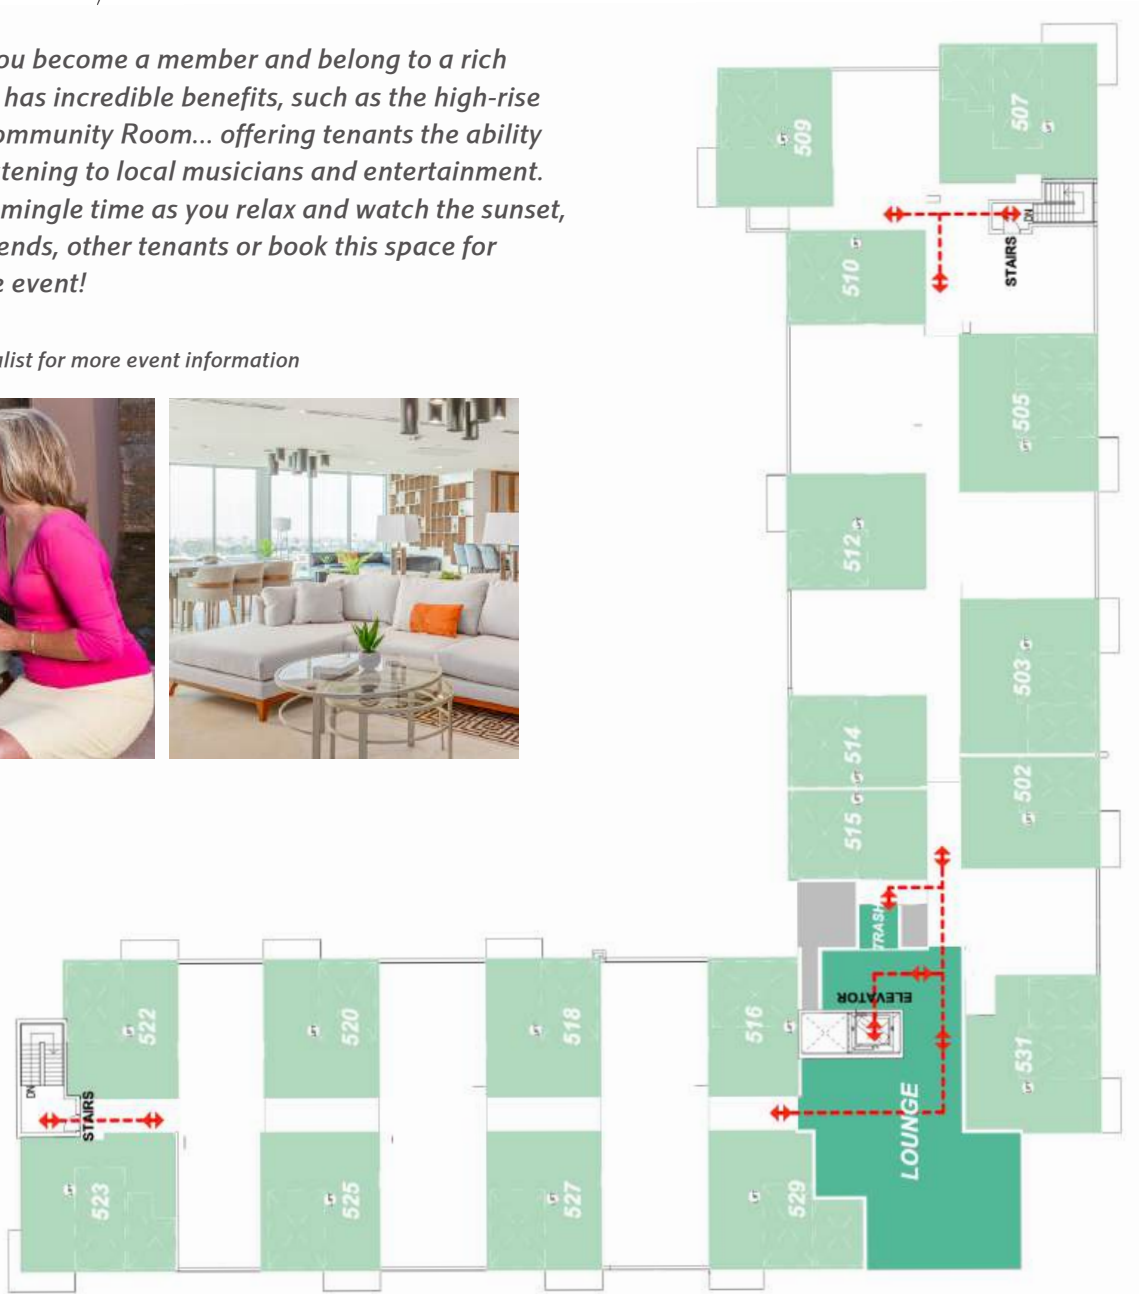 ou become a member and belong to a rich
has incredible benefits, such as the high-rise
ommunity Room... offering tenants the ability
tening to local musicians and entertainment.
mingle time as you relax and watch the sunset,
ends, other tenants or book this space for
e event!
list for more event information
509
507
DN
STAIRS
510
505
512
503
514
502
515
TRASH
ELEVATOR
522
520
518
516
531
DN
STAIRS
LOUNGE
523
525
527
529